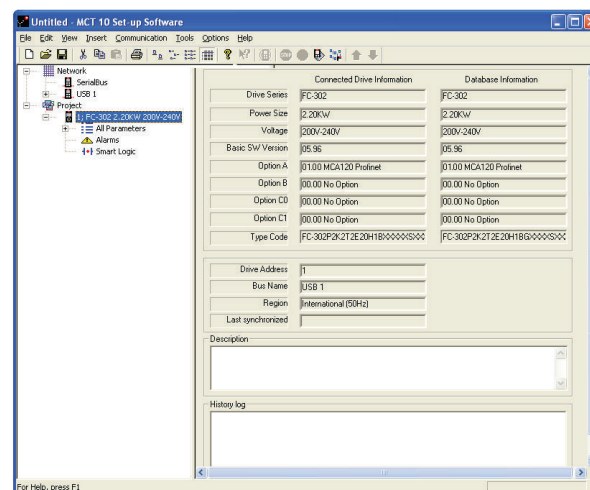 Untitled - MCT 10 Set-up Software
File Edit View Insert Communication Tools Options Help
Network
SerialBus
USB 1
Project
1; FC-302 2.20KW 200V-240V
All Parameters
Alarms
Smart Logic
Connected Drive Information Database Information
Drive Series FC-302 FC-302
Power Size 2.20KW 2.20KW
Voltage 200V-240V 200V-240V
Basic SW Version 05.96 05.96
Option A 01.00 MCA120 Profinet 01.00 MCA120 Profinet
Option B 00.00 No Option 00.00 No Option
Option C0 00.00 No Option 00.00 No Option
Option C1 00.00 No Option 00.00 No Option
Type Code
Drive Address 1
Bus Name USB 1
Region International (50Hz)
Last synchronized
Description
History log
For Help, press F1